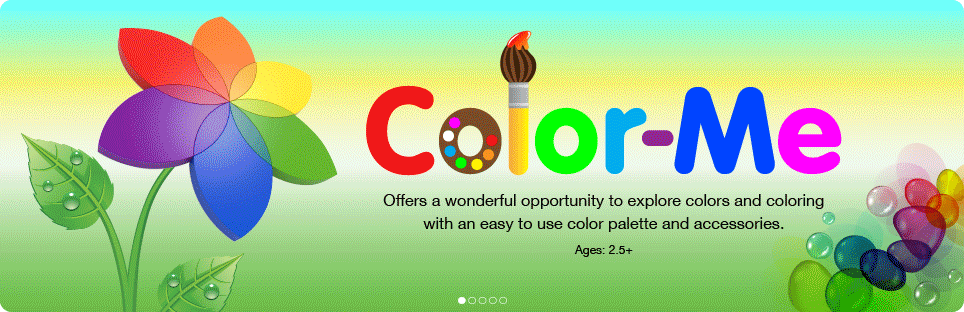 Color-Me
Offers a wonderful opportunity to explore colors and coloring
with an easy to use color palette and accessories.
Ages: 2.5+